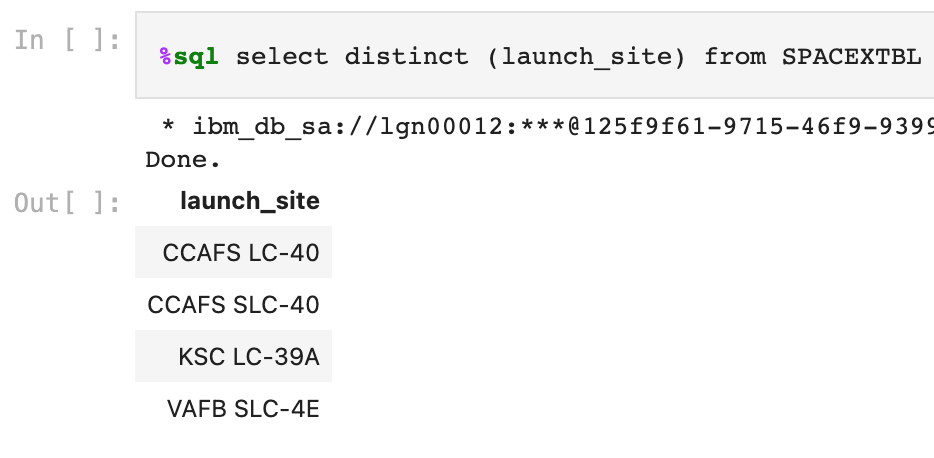 In [ ]:
%sql select distinct (launch_site) from SPACEXTBL
* ibm_db_sa://lgn00012:***@125f9f61-9715-46f9-9399
Done.
Out[ ]:
launch_site
CCAFS LC-40
CCAFS SLC-40
KSC LC-39A
VAFB SLC-4E